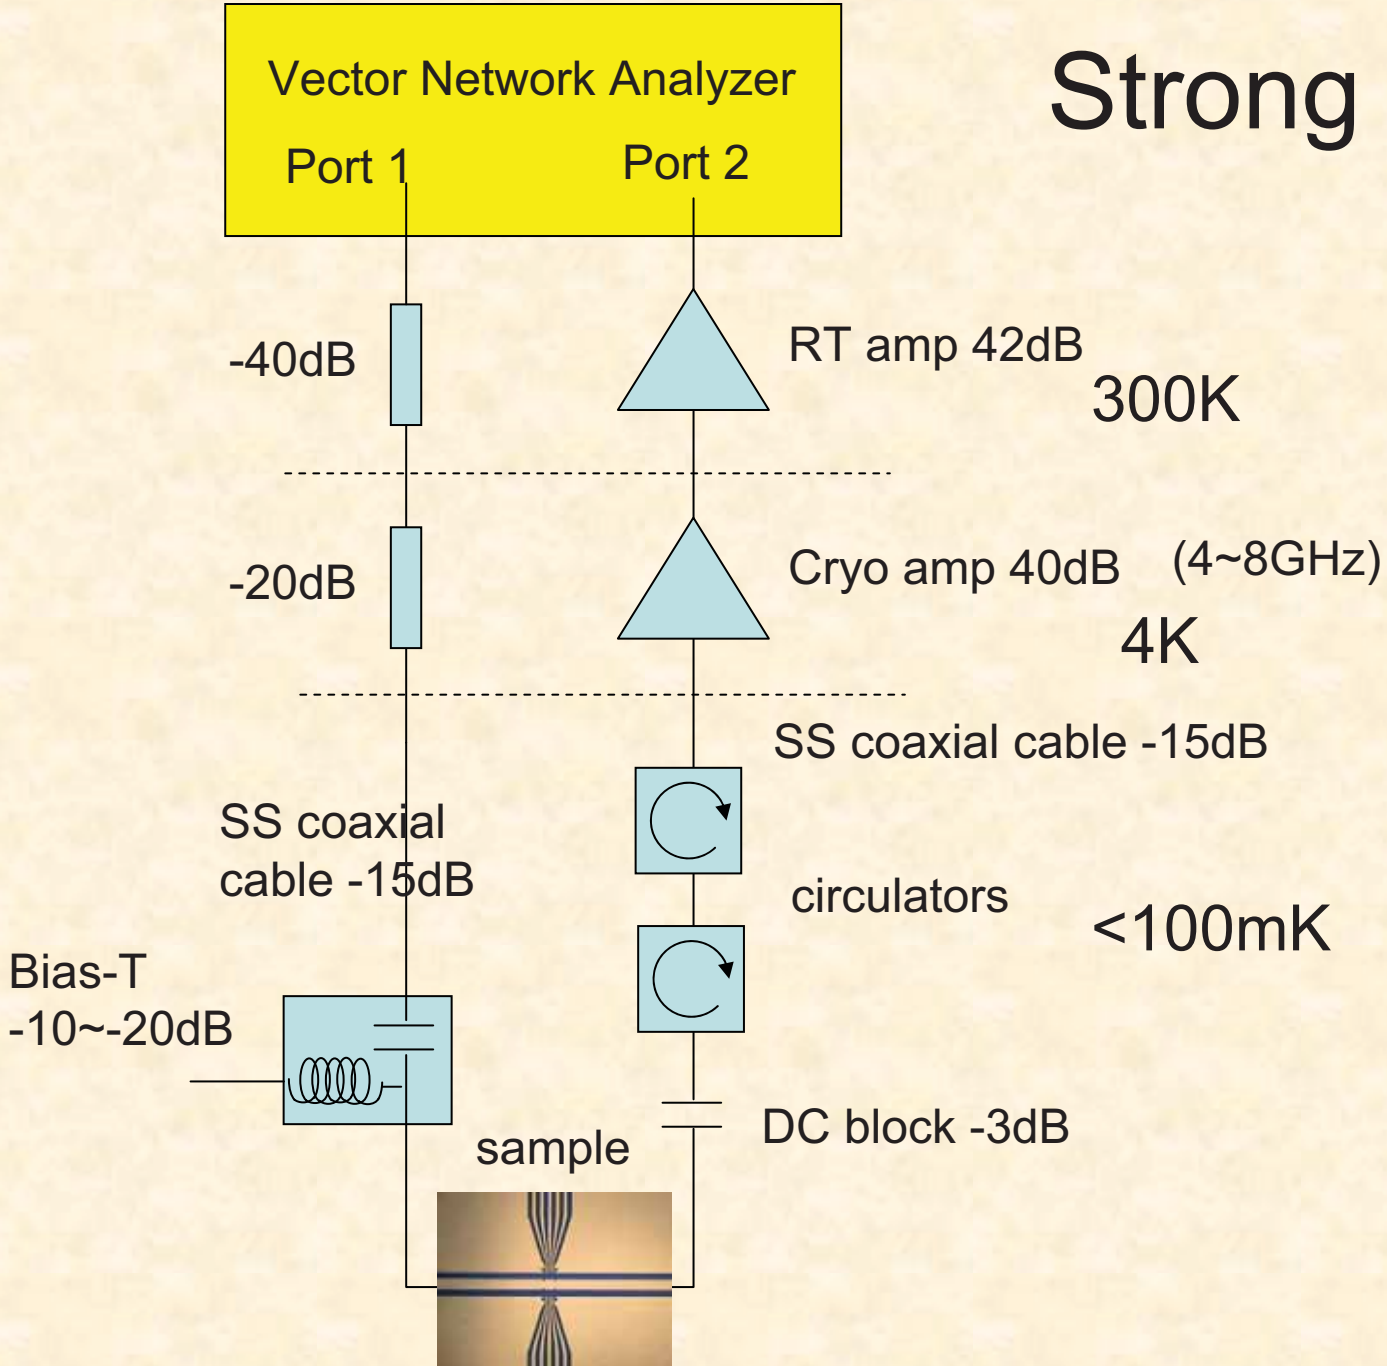 Vector Network Analyzer
Strong
Port 1
Port 2
-40dB
RT amp 42dB
300K
-20dB
Cryo amp 40dB
(4~8GHz)
4K
SS coaxial cable -15dB
SS coaxial
cable -15dB
circulators
<100mK
Bias-T
-10~-20dB
DC block -3dB
sample